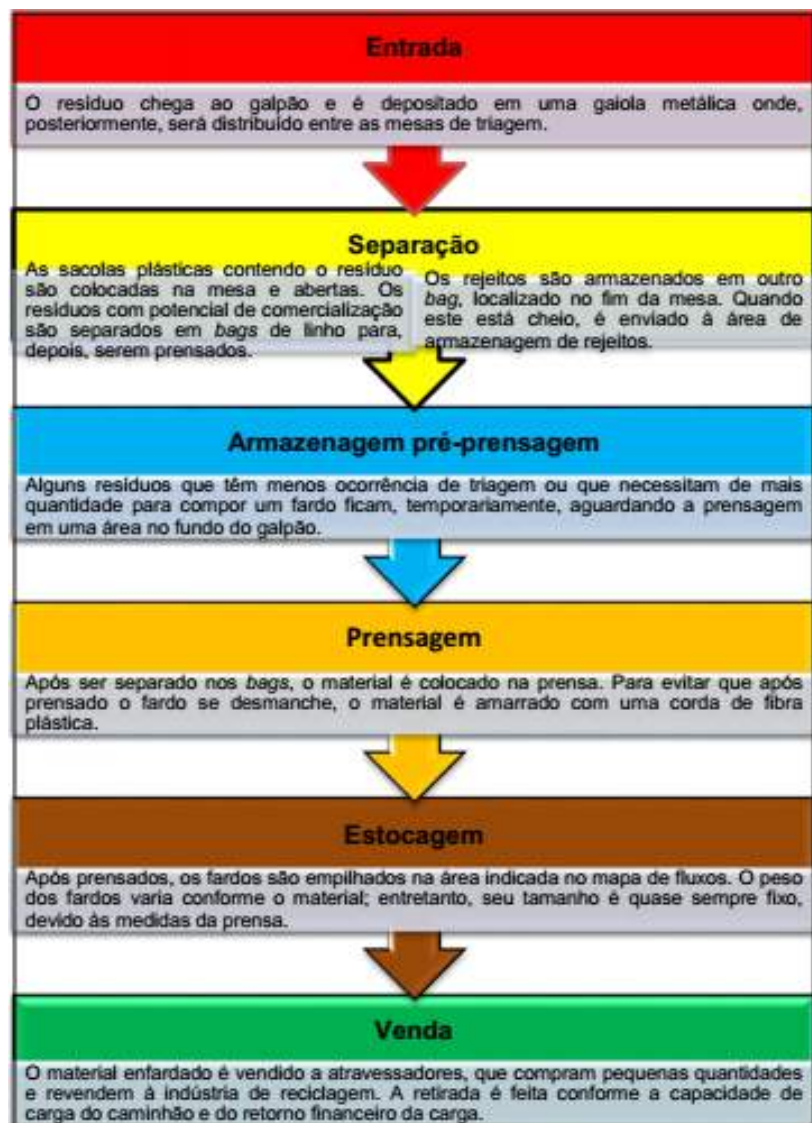 Entrada
O resíduo chega ao galpão e é depositado em uma gaiola metálica onde,
posteriormente, será distribuído entre as mesas de triagem.
Separação
As sacolas plásticas contendo o resíduo
são colocadas na mesa e abertas. Os
resíduos com potencial de comercialização
são separados em bags de linho para,
depois, serem prensados.
Os rejeitos são armazenados em outro
bag, localizado no fim da mesa. Quando
este está cheio, é enviado à área de
armazenagem de rejeitos.
Armazenagem pré-prensagem
Alguns resíduos que têm menos ocorrência de triagem ou que necessitam de mais
quantidade para compor um fardo ficam, temporariamente, aguardando a prensagem
em uma área no fundo do galpão.
Prensagem
Após ser separado nos bags, o material é colocado na prensa. Para evitar que após
prensado o fardo se desmanche, o material é amarrado com uma corda de fibra
plástica.
Estocagem
Após prensados, os fardos são empilhados na área indicada no mapa de fluxos. O peso
dos fardos varia conforme o material; entretanto, seu tamanho é quase sempre fixo,
devido às medidas da prensa.
Venda
O material enfardado é vendido a atravessadores, que compram pequenas quantidades
e revendem à indústria de reciclagem. A retirada é feita conforme a capacidade de
carga do caminhão e do retorno financeiro da carga.